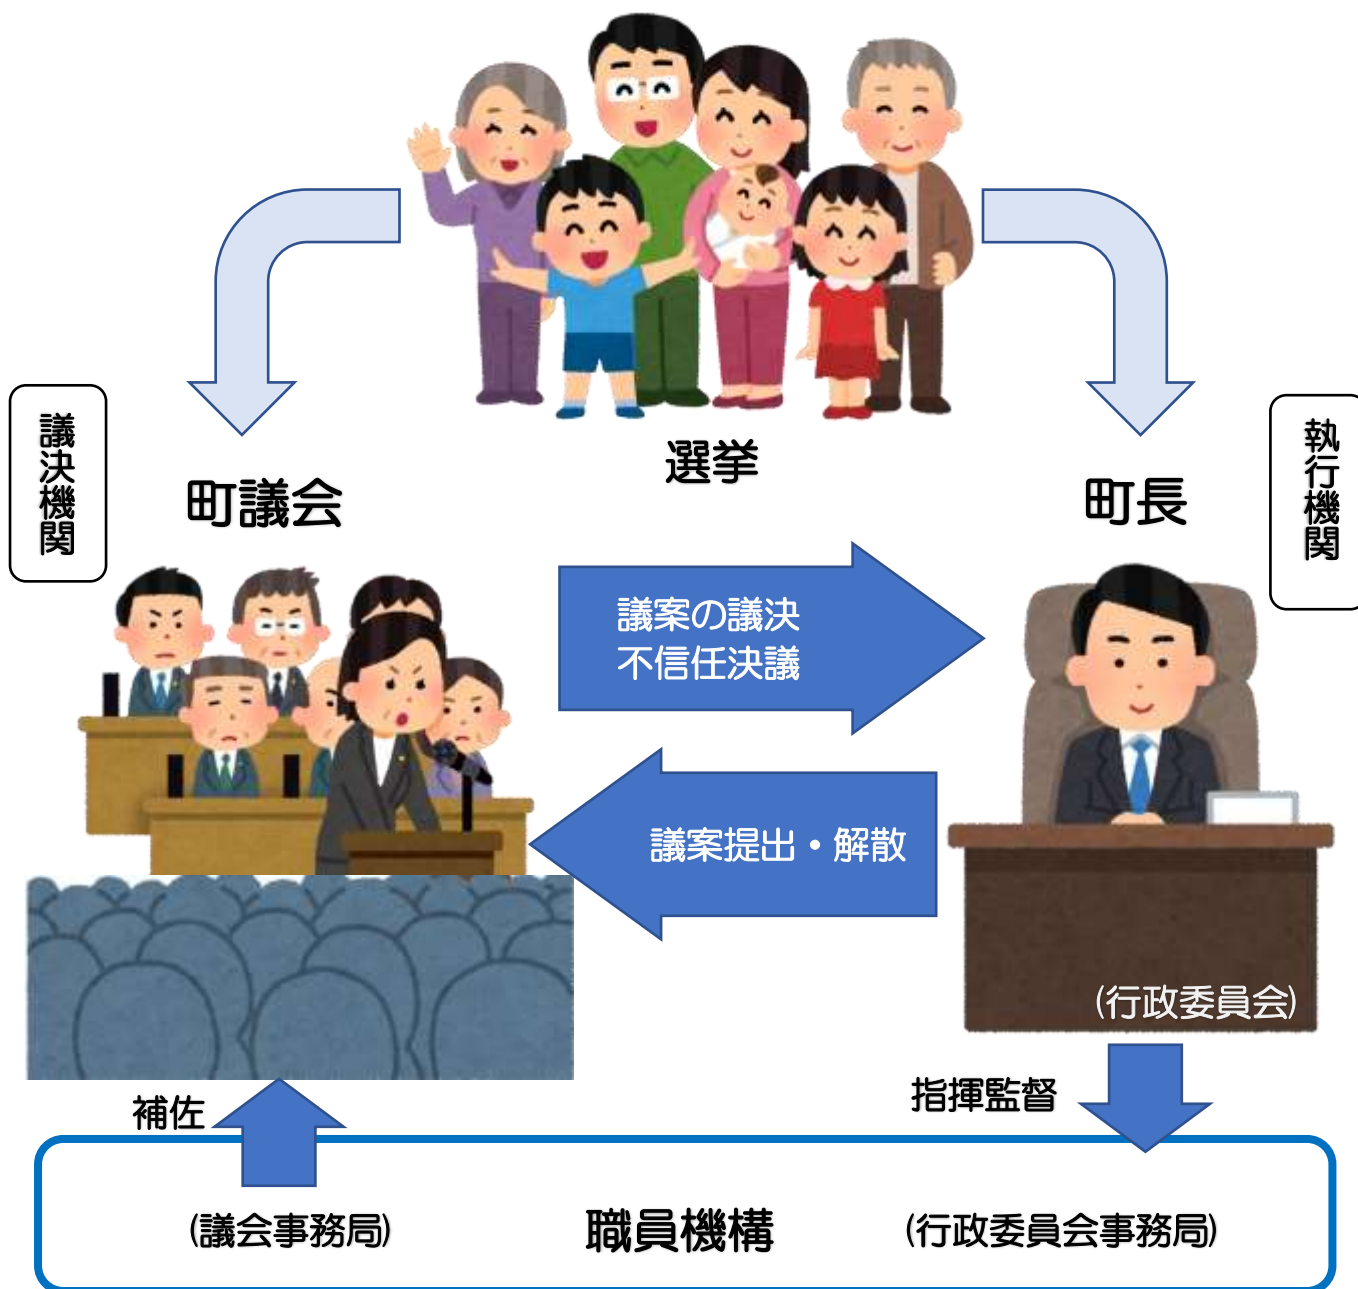 選挙
議決機関
町議会
町長
執行機関
議案の議決
不信任決議
議案提出・解散
(行政委員会)
補佐
指揮監督
(議会事務局)
職員機構
(行政委員会事務局)